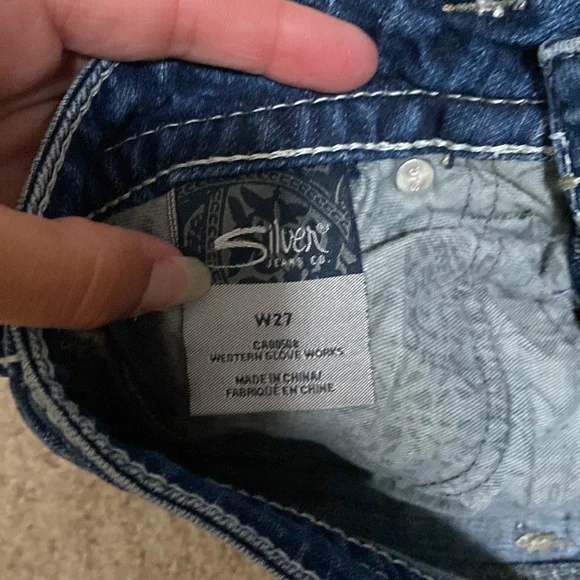 Silver®
JEANS CO.
W27
CA00508
WESTERN GLOVE WORKS
MADE IN CHINA/
FABRIQUÉ EN CHINE